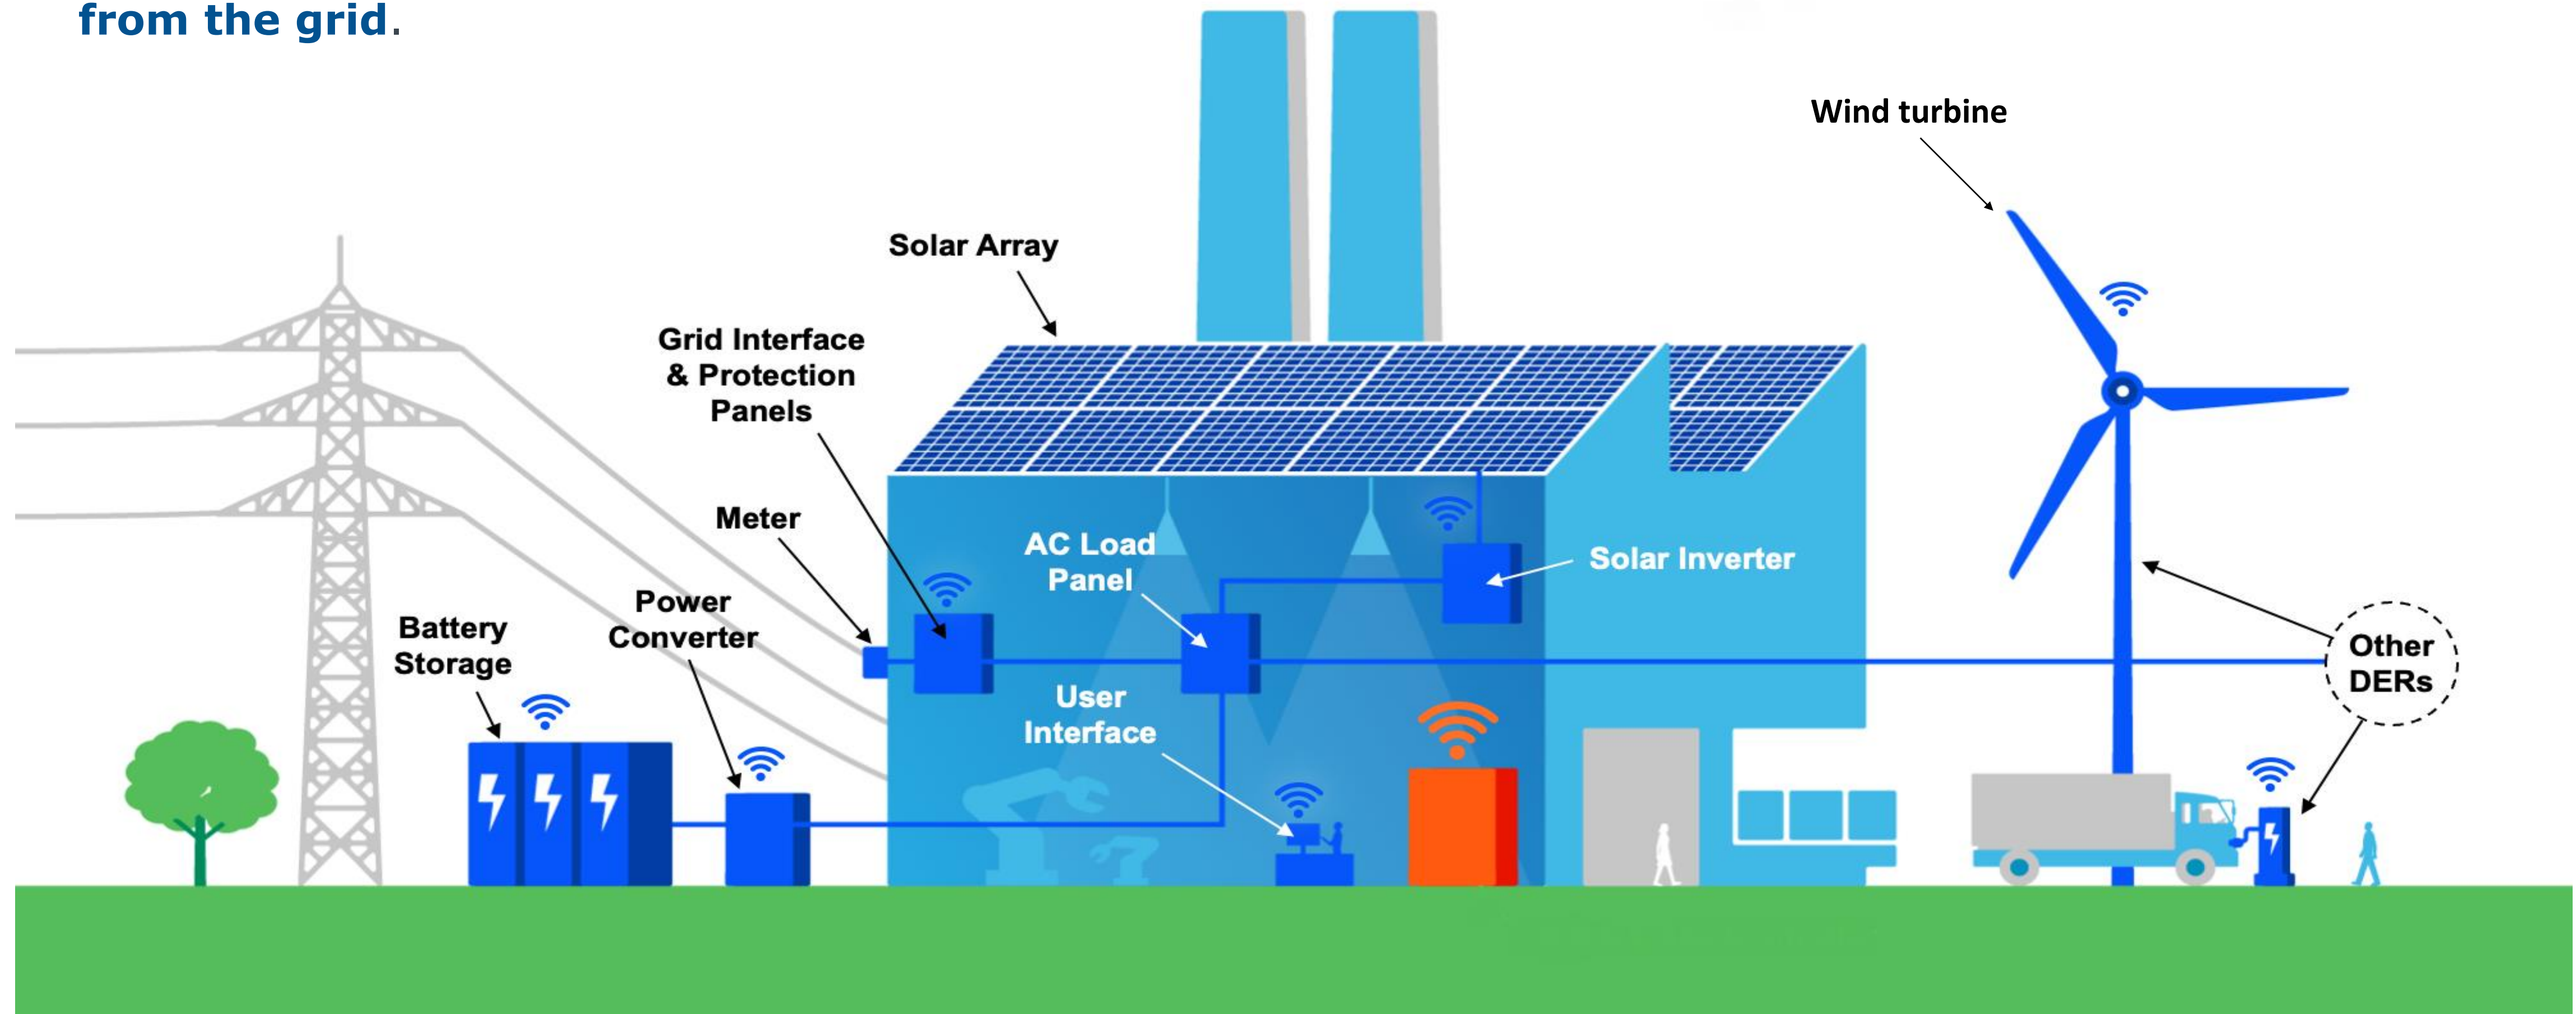 from the grid.
Wind turbine
Solar Array
Grid Interface
& Protection
Panels
Meter
AC Load
Panel
Solar Inverter
Power
Converter
Battery
Storage
User
Interface
Other
DERs